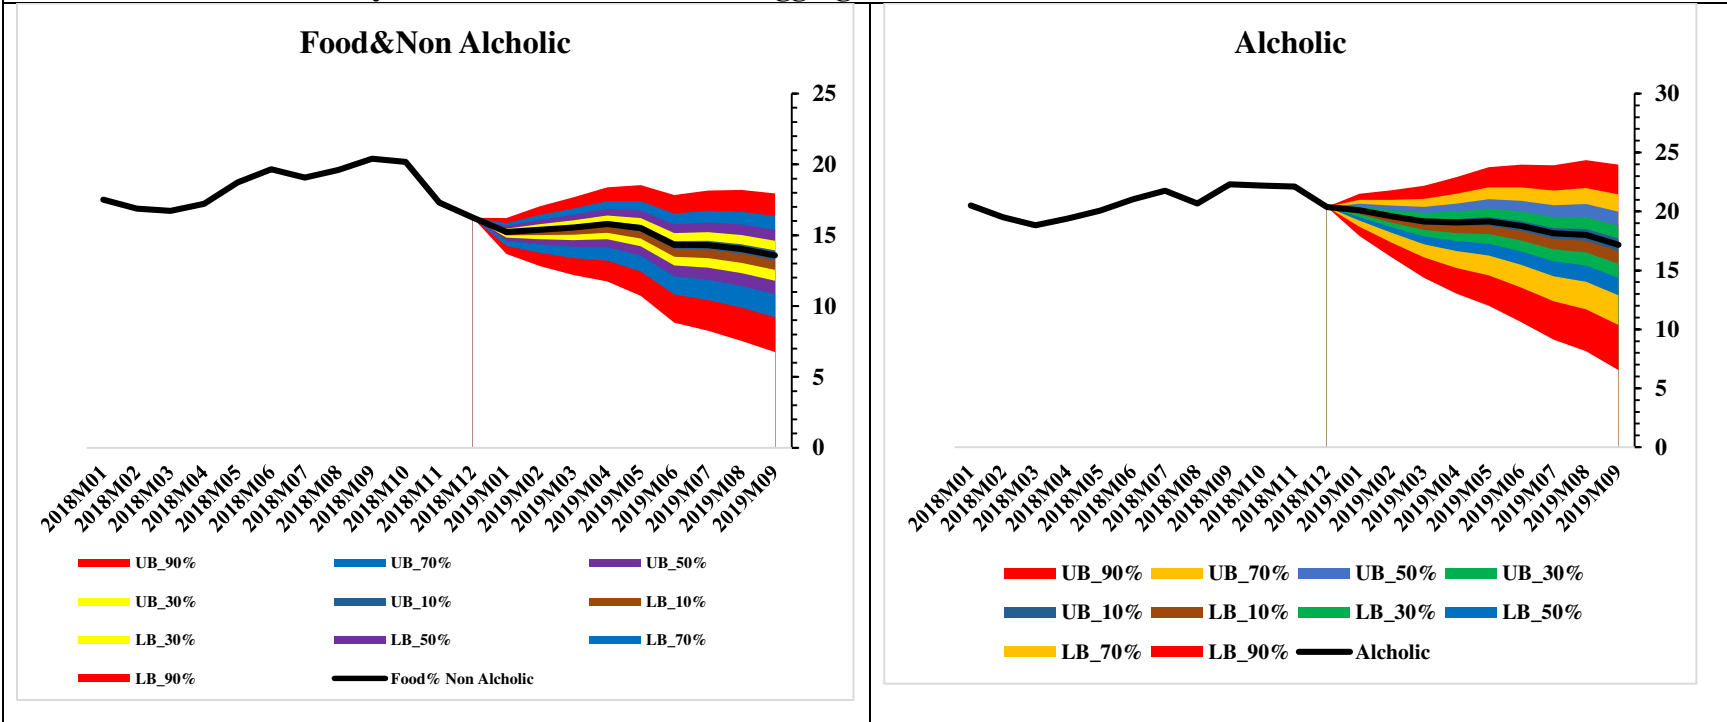 Food&Non Alcholic
25
20
15
10
5
0
2018M01
2018M02
2018M03
2018M04
2018M05
2018M06
2018M07
2018M08
2018M09
2018M10
2018M11
2018M12
2019M01
2019M02
2019M03
2019M04
2019M05
2019M06
2019M07
2019M08
2019M09
UB_90% UB_70% UB_50%
UB_30% UB_10% LB_10%
LB_30% LB_50% LB_70%
LB_90% Food% Non Alcholic
Alcholic
30
25
20
15
10
5
0
2018M01
2018M02
2018M03
2018M04
2018M05
2018M06
2018M07
2018M08
2018M09
2018M10
2018M11
2018M12
2019M01
2019M02
2019M03
2019M04
2019M05
2019M06
2019M07
2019M08
2019M09
UB_90% UB_70% UB_50% UB_30%
UB_10% LB_10% LB_30% LB_50%
LB_70% LB_90% Alcholic